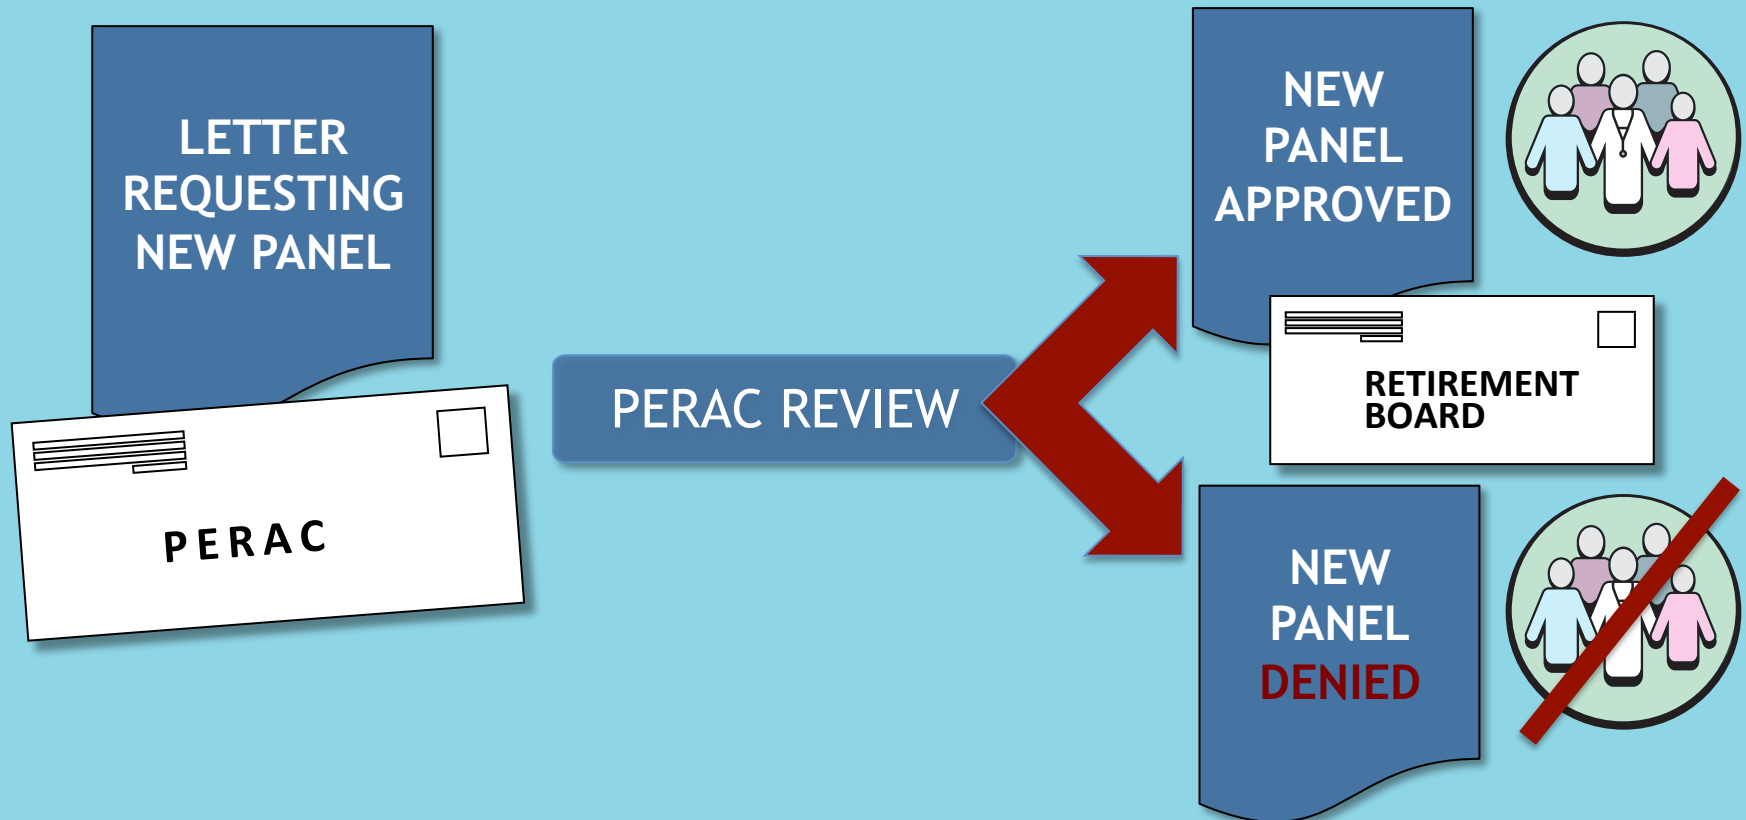 LETTER
REQUESTING
NEW PANEL
PERAC
PERAC REVIEW
NEW
PANEL
APPROVED
RETIREMENT
BOARD
NEW
PANEL
DENIED